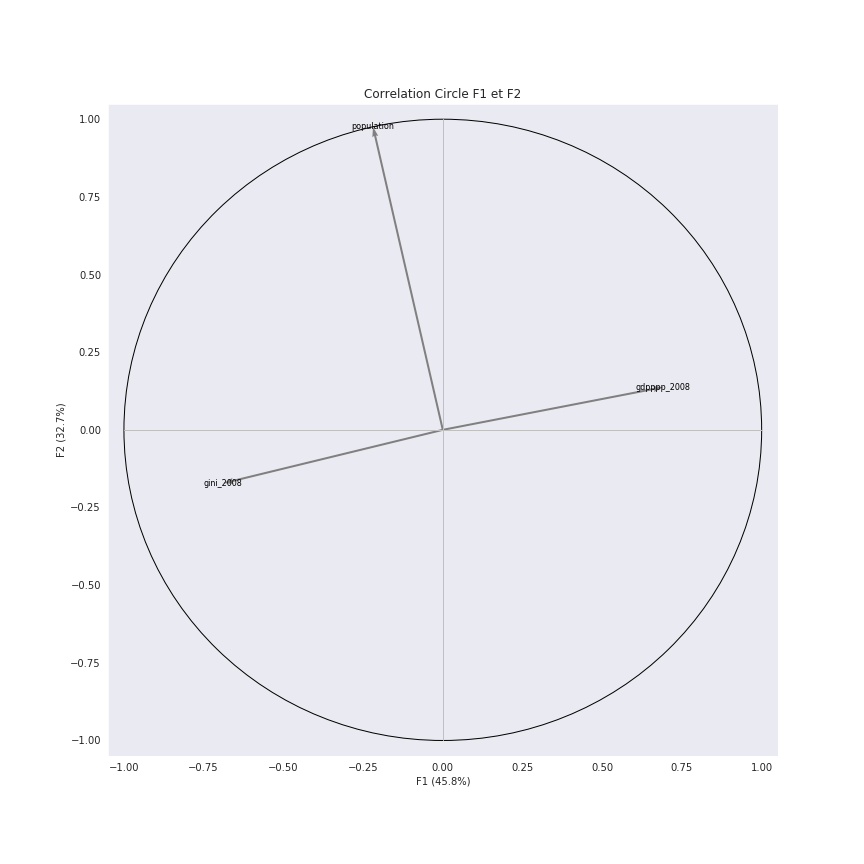 Correlation Circle F1 et F2
1.00
population
0.75
0.50
0.25
gdpppp_2008
0.00
F2 (32.7%)
gini_2008
−0.25
−0.50
−0.75
−1.00
−1.00 −0.75 −0.50 −0.25 0.00 0.25 0.50 0.75 1.00
F1 (45.8%)